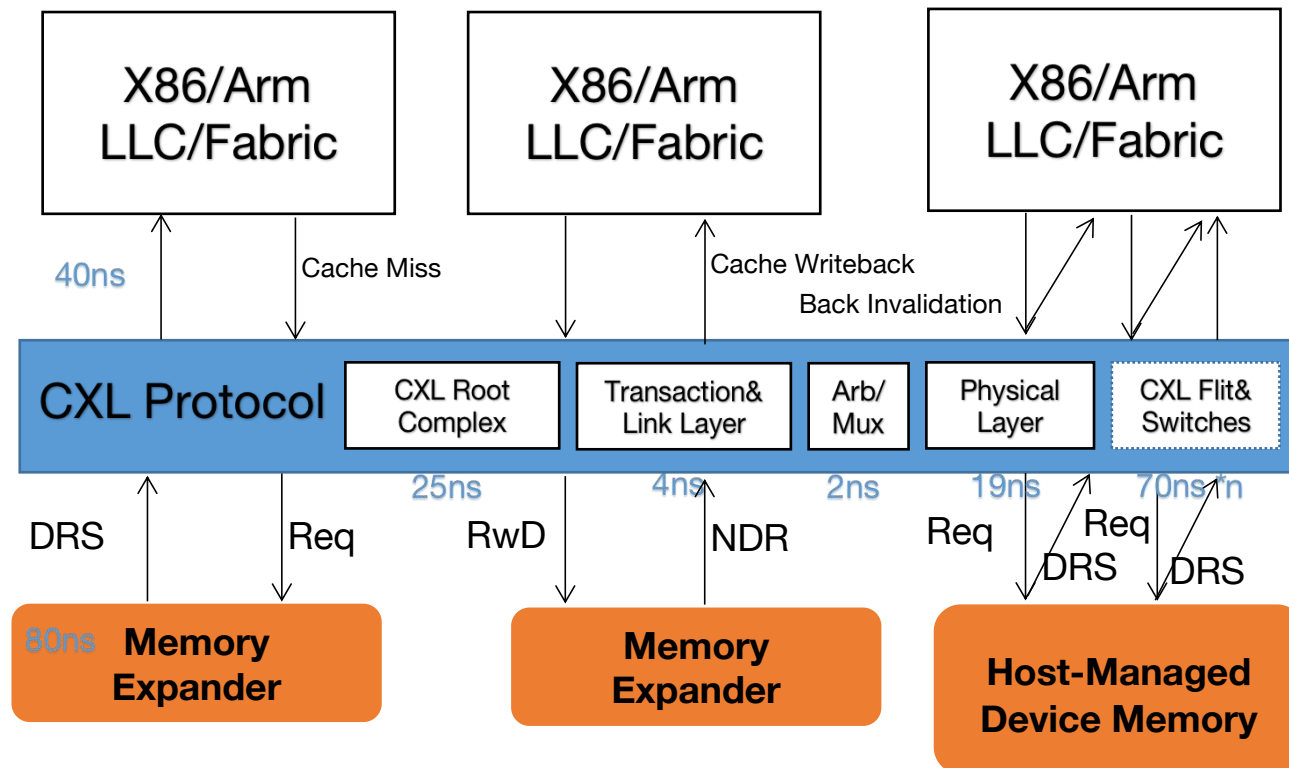 X86/Arm
LLC/Fabric
X86/Arm
LLC/Fabric
X86/Arm
LLC/Fabric
40ns
Cache Miss
Cache Writeback
Back Invalidation
CXL Protocol
CXL Root
Complex
Transaction&
Link Layer
Arb/
Mux
Physical
Layer
CXL Flit&
Switches
25ns
4ns
2ns
19ns
70ns *n
DRS
Req
RwD
NDR
Req
DRS
Req
DRS
80ns
Memory
Expander
Memory
Expander
Host-Managed
Device Memory